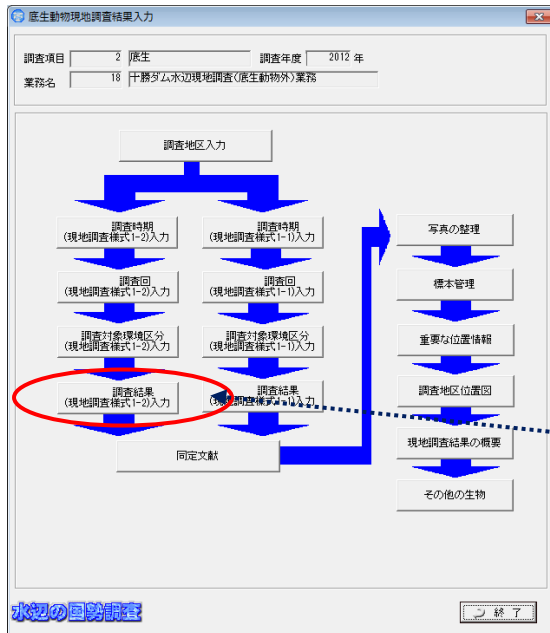 底生動物現地調査結果入力
調査項目 2 底生 調査年度 2012 年
業務名 18 十勝ダム水辺現地調査(底生動物外)業務
調査地区入力
調査時期
(現地調査様式1-2)入力
調査時期
(現地調査様式1-1)入力
調査回
(現地調査様式1-2)入力
調査回
(現地調査様式1-1)入力
調査対象環境区分
(現地調査様式1-2)入力
調査対象環境区分
(現地調査様式1-1)入力
調査結果
(現地調査様式1-2)入力
調査結果
(現地調査様式1-1)入力
同定文献
写真の整理
標本管理
重要な位置情報
調査地区位置図
現地調査結果の概要
その他の生物
水辺の国勢調査
終 了